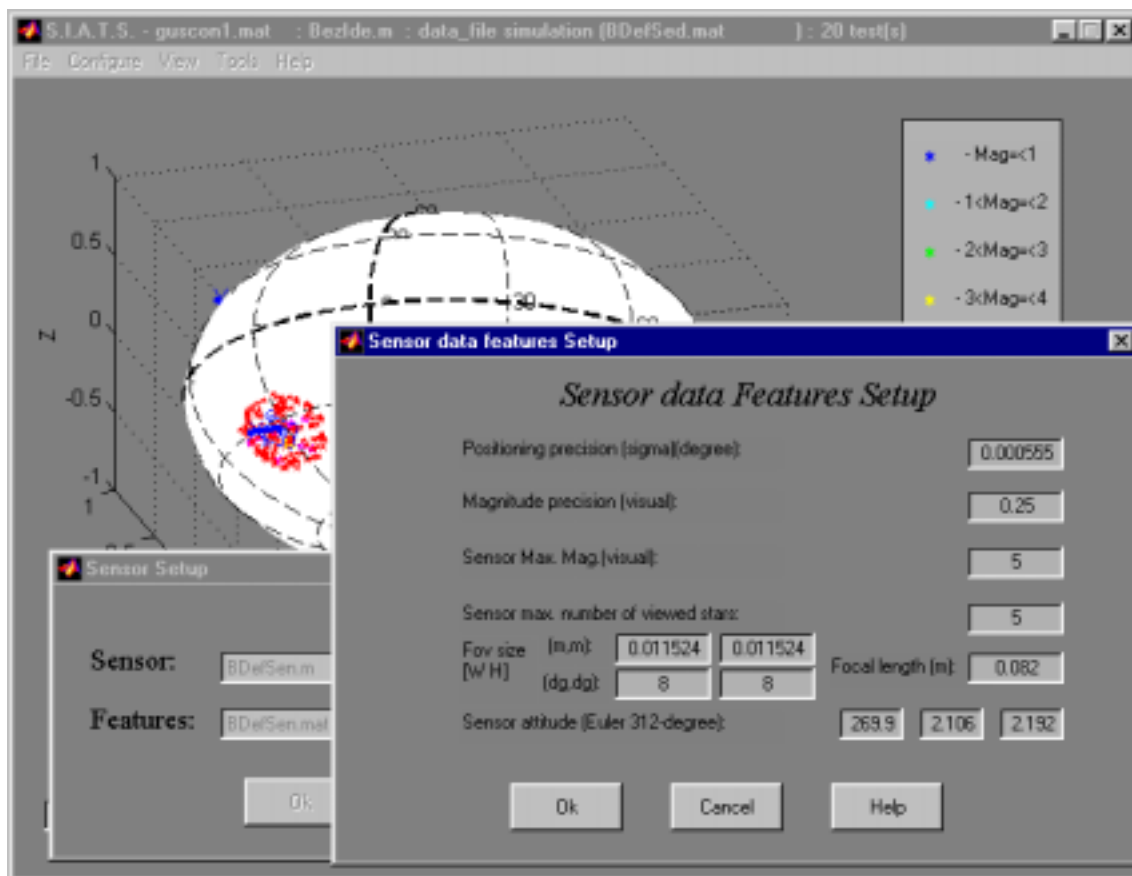 S.I.A.T.S. - guscon1.mat : BezIde.m : data_file simulation (BDefSed.mat ) : 20 test(s)
File Configure View Tools Help
- Mag=<1
- 1<Mag=<2
- 2<Mag=<3
- 3<Mag=<4
1
0.5
0
-0.5
-1
Z
1
30
Sensor data features Setup
Sensor data Features Setup
Positioning precision (sigma)(degree): 0.000555
Magnitude precision (visual): 0.25
Sensor Max. Mag.(visual): 5
Sensor max. number of viewed stars: 5
Fov size [W H] (m,m): 0.011524 0.011524
(dg,dg): 8 8
Focal length (m): 0.082
Sensor attitude (Euler 312-degree): 269.9 2.106 2.192
Ok Cancel Help
Sensor Setup
Sensor: BDefSen.m
Features: BDefSen.mat
Ok